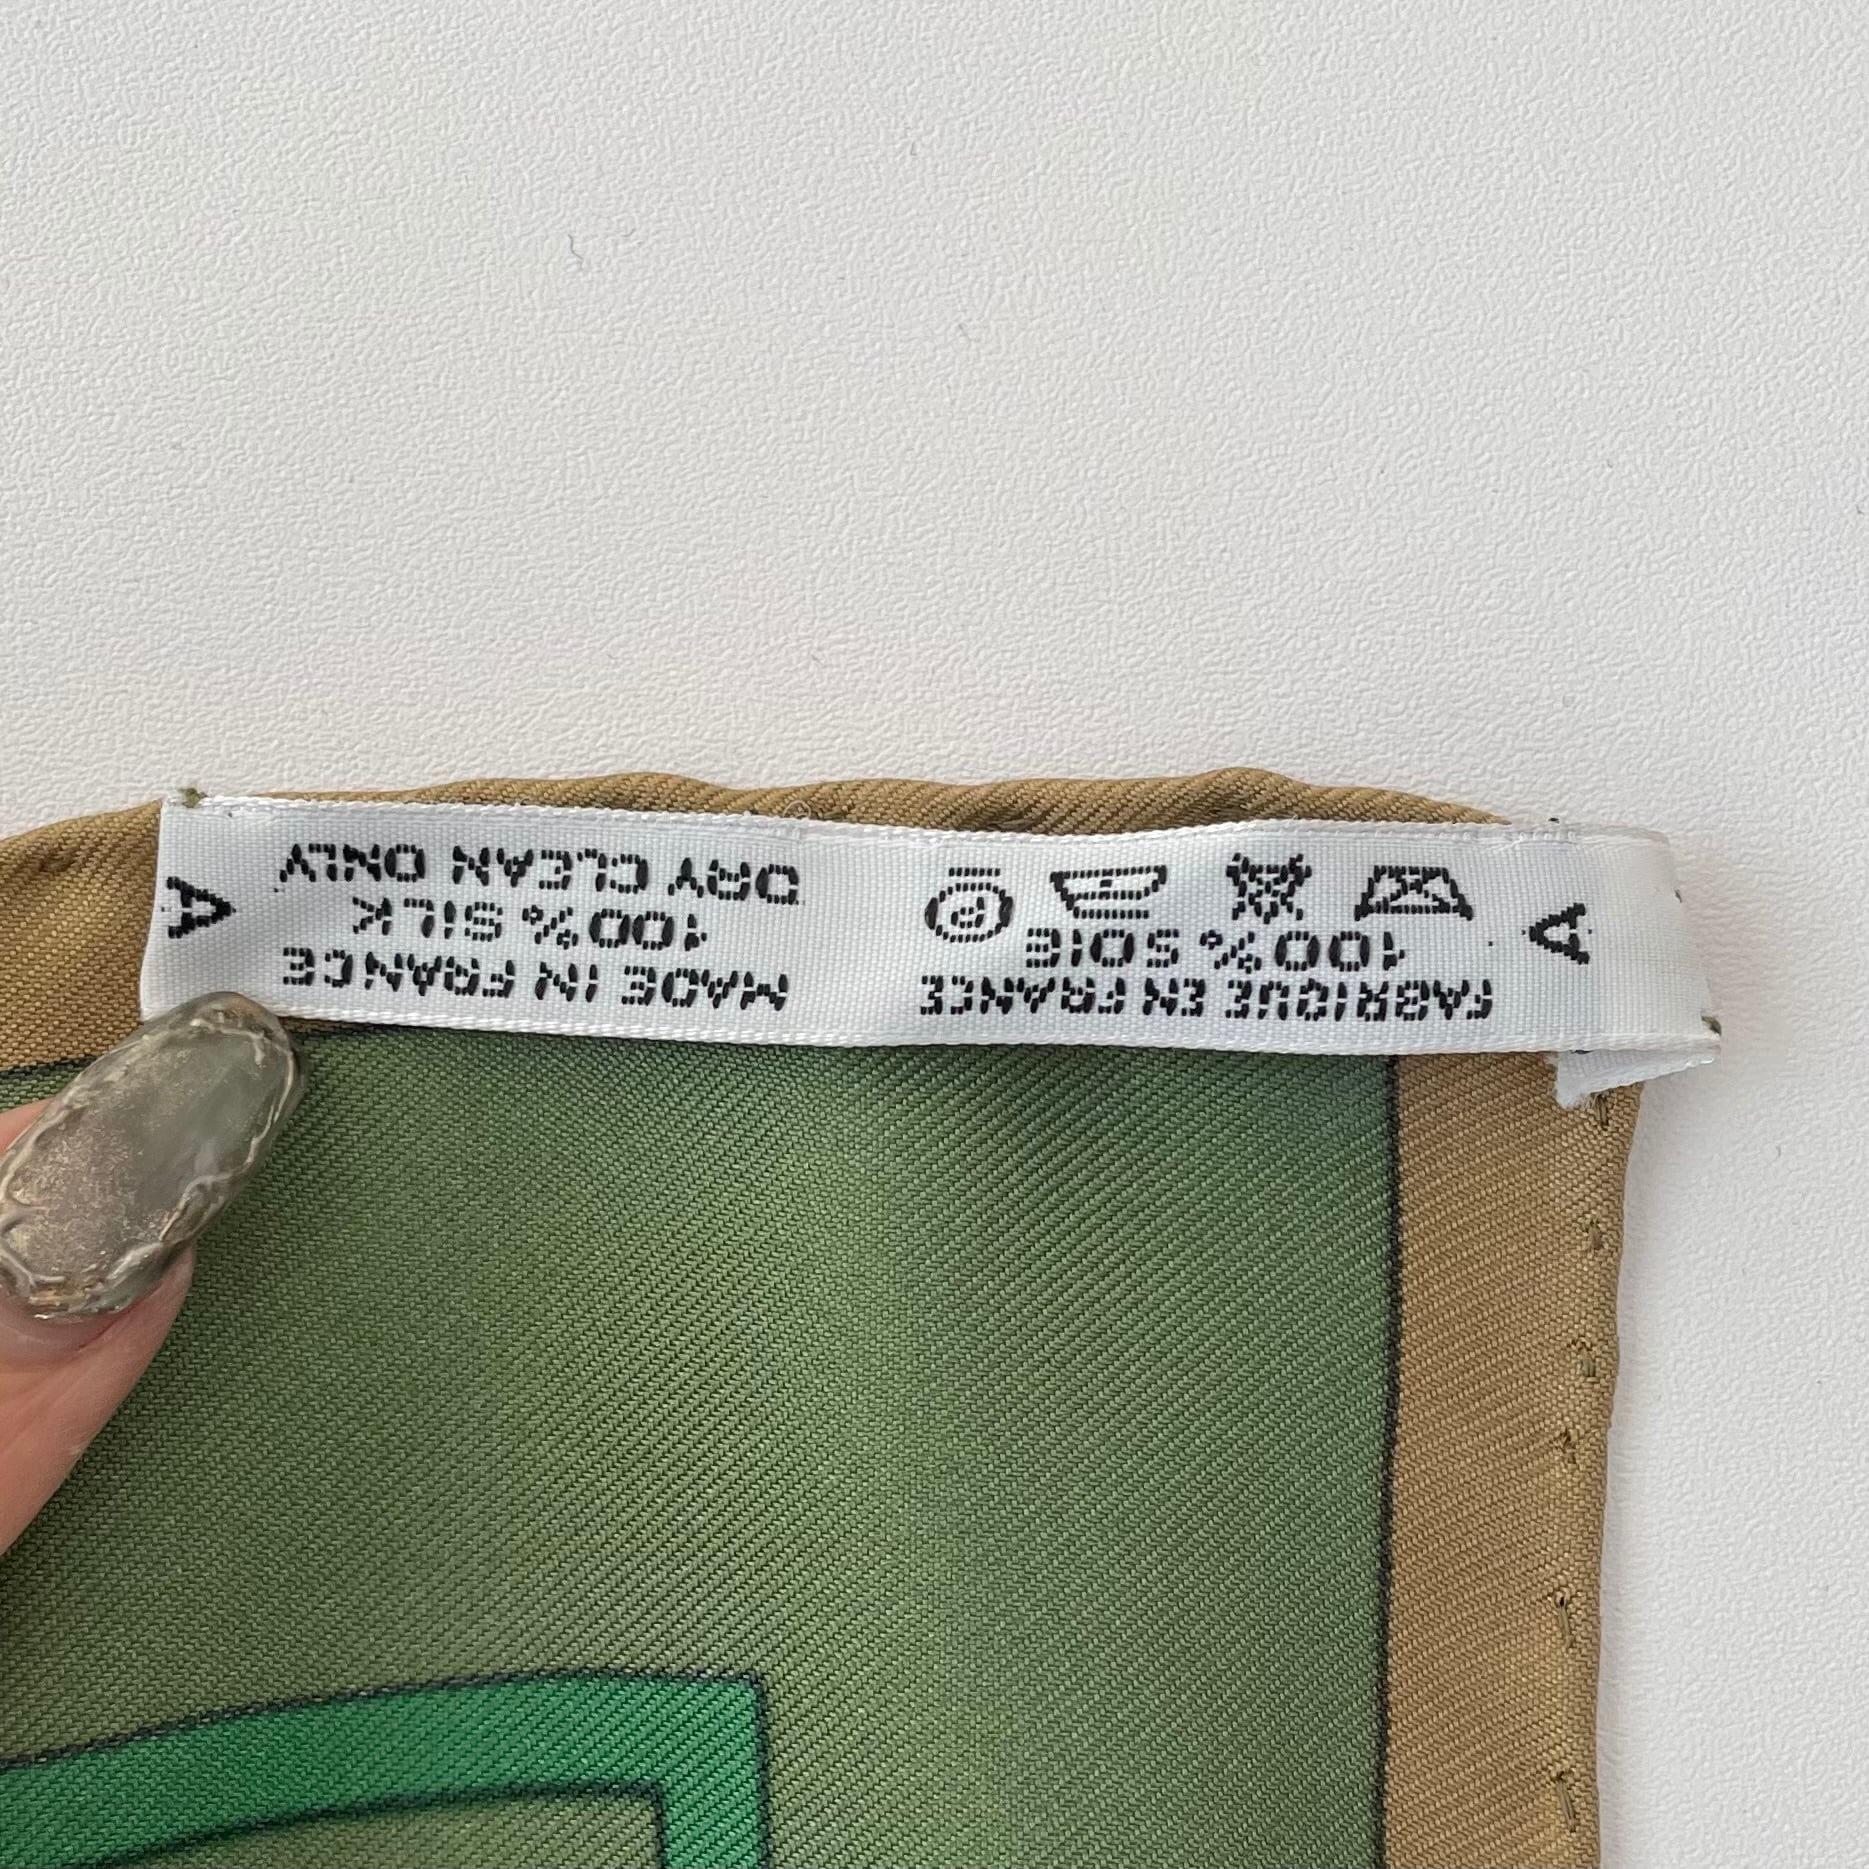 A
FABRIQUE EN FRANCE
100% SOIE
P
MADE IN FRANCE
100% SILK
DRY CLEAN ONLY
A